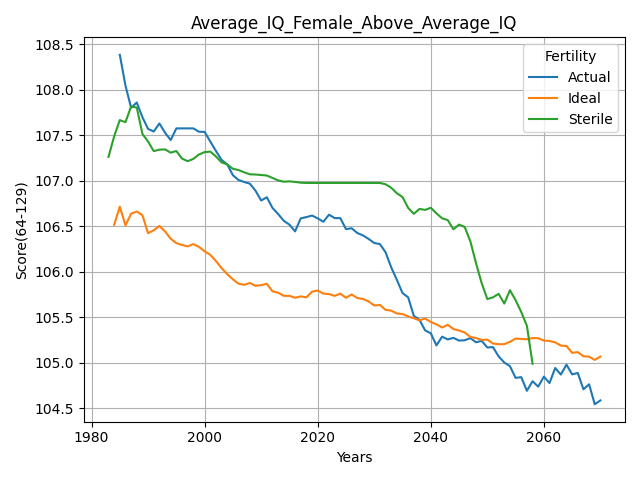 Average_IQ_Female_Above_Average_IQ
Score(64-129)
108.5
108.0
107.5
107.0
106.5
106.0
105.5
105.0
104.5
Fertility
Actual
Ideal
Sterile
1980 2000 2020 2040 2060
Years